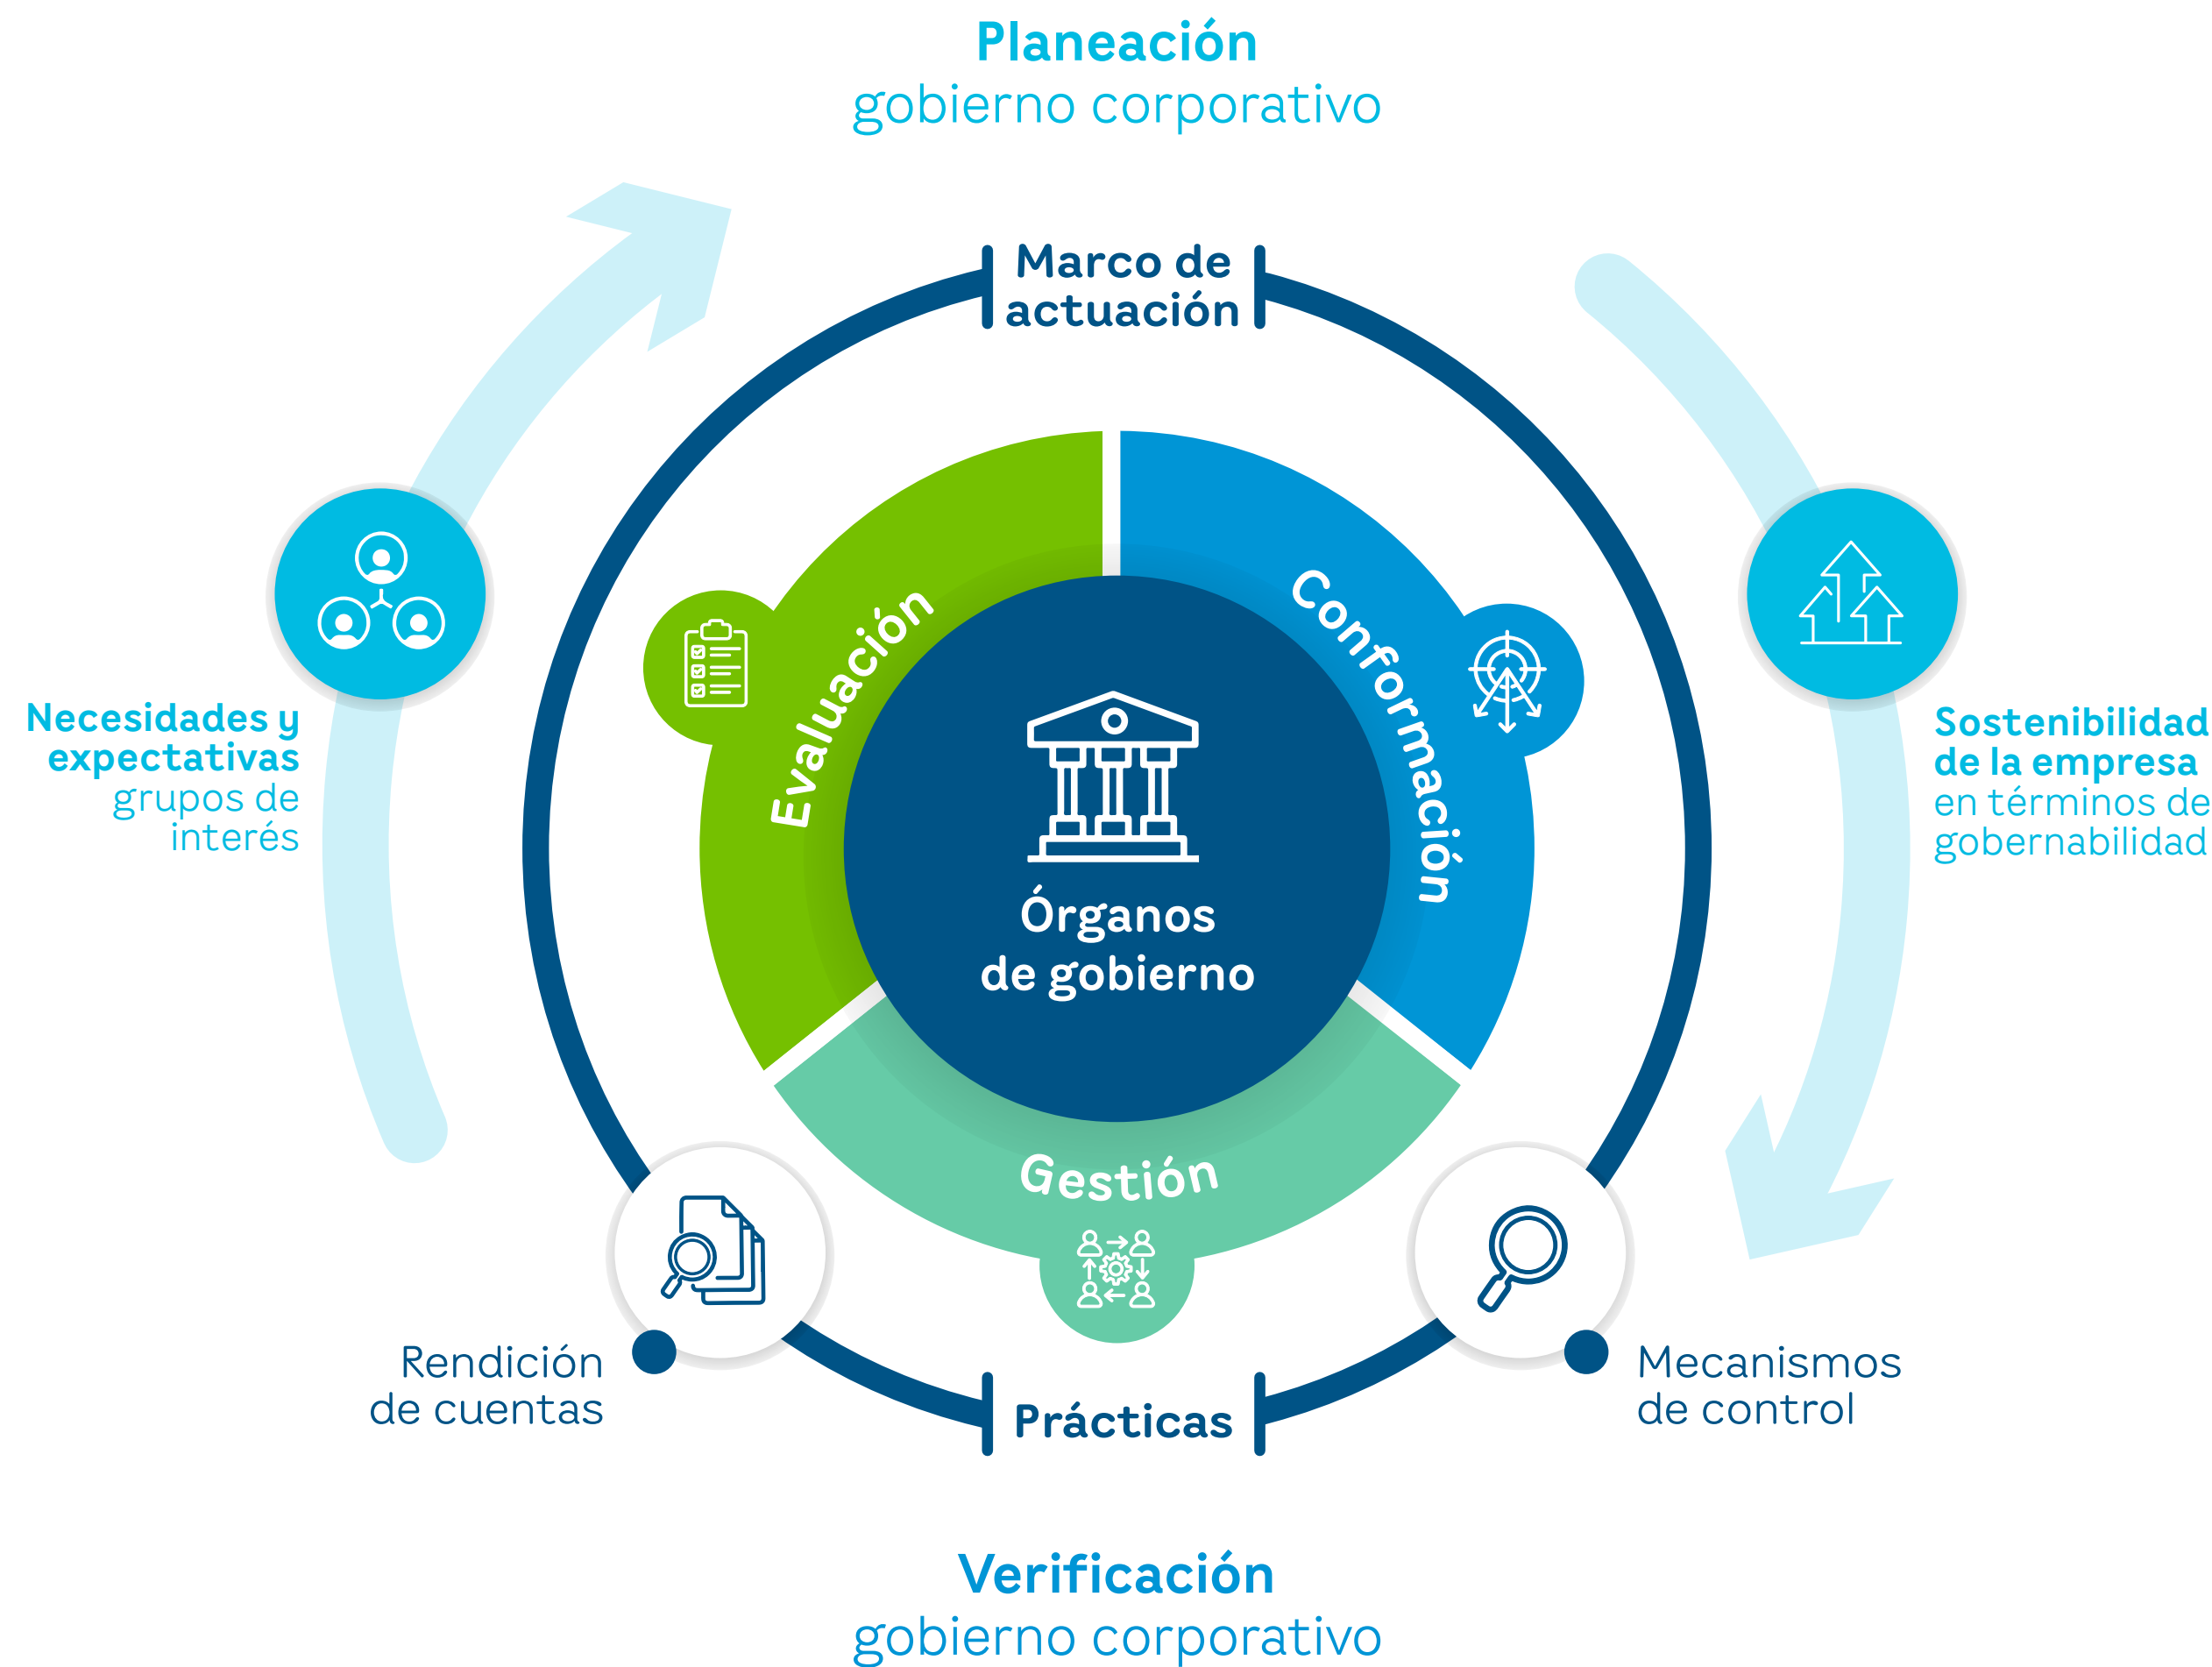 Planeación
gobierno corporativo
Marco de
actuación
Evaluación
Conformación
Necesidades y
expectativas
grupos de
interés
Sostenibilidad
de la empresa
en términos de
gobernabilidad
Órganos
de gobierno
Gestión
Rendición
de cuentas
Mecanismos
de control
Prácticas
Verificación
gobierno corporativo